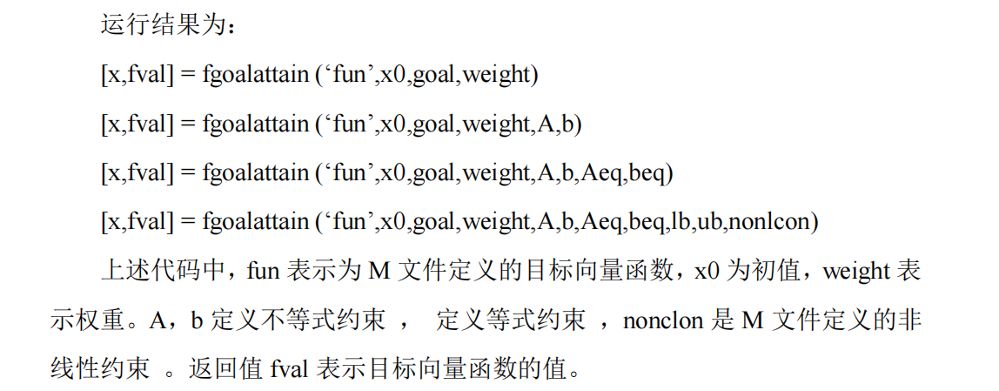 运行结果为：
[x,fval] = fgoalattain (‘fun’,x0,goal,weight)
[x,fval] = fgoalattain (‘fun’,x0,goal,weight,A,b)
[x,fval] = fgoalattain (‘fun’,x0,goal,weight,A,b,Aeq,beq)
[x,fval] = fgoalattain (‘fun’,x0,goal,weight,A,b,Aeq,beq,lb,ub,nonlcon)
上述代码中，fun 表示为 M 文件定义的目标向量函数，x0 为初值，weight 表
示权重。A，b 定义不等式约束 ， 定义等式约束 ，nonclon 是 M 文件定义的非
线性约束 。返回值 fval 表示目标向量函数的值。